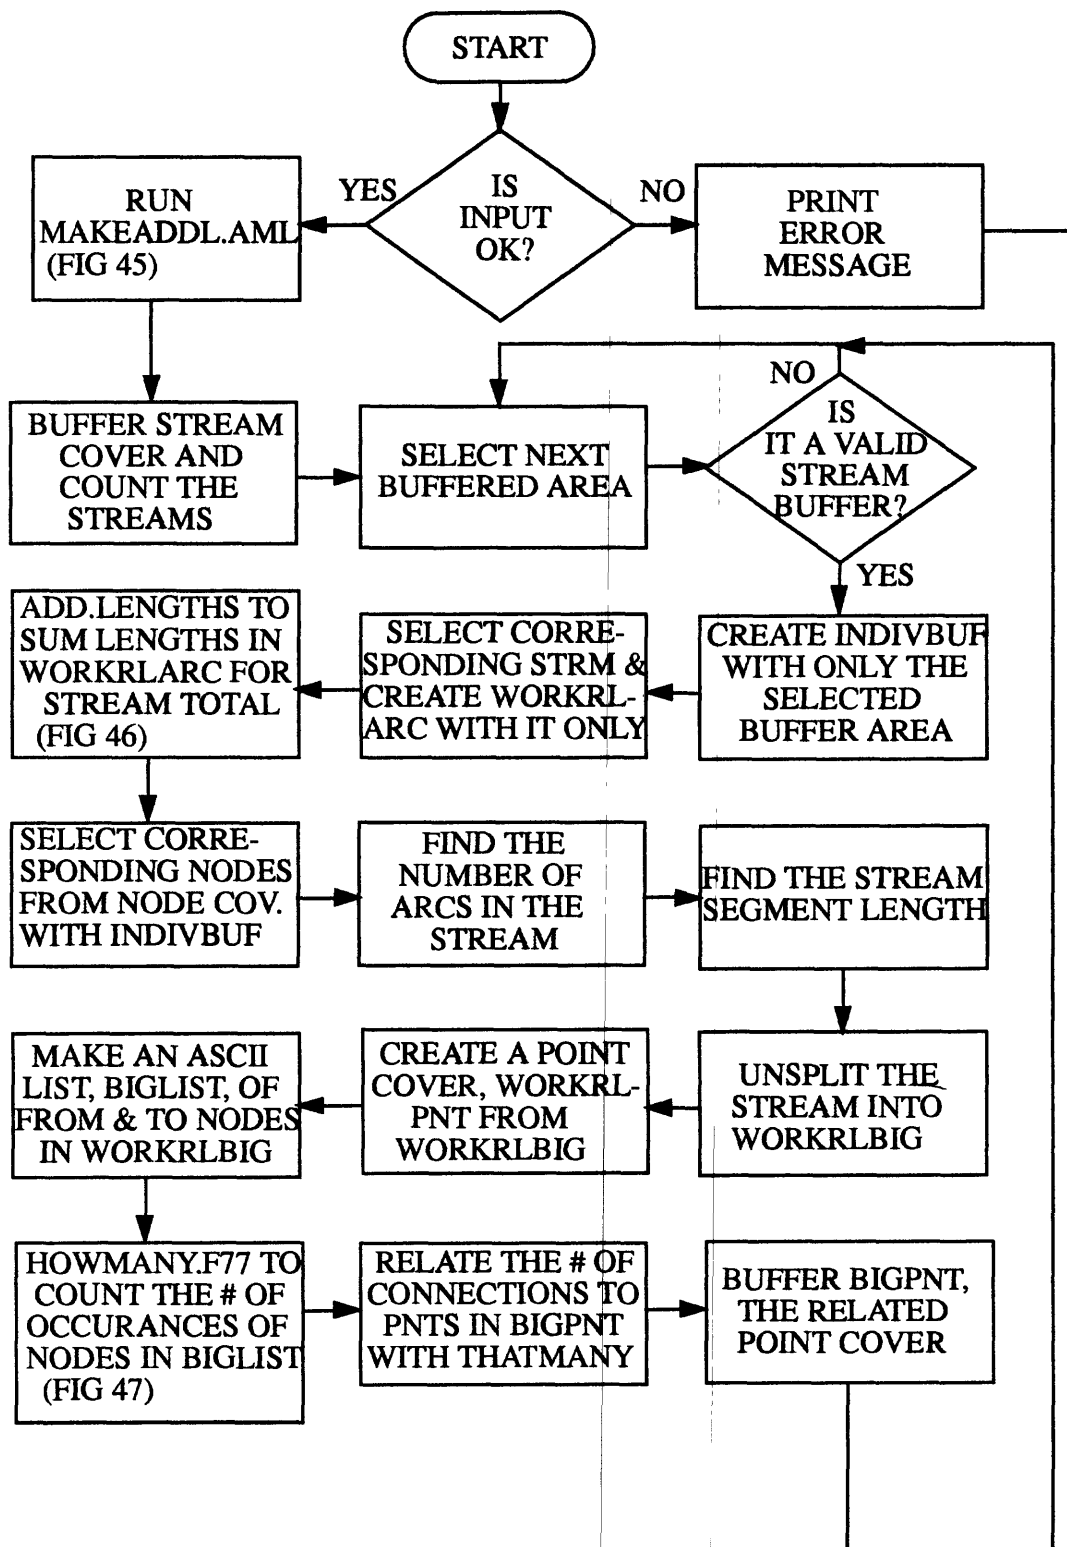 START
YES
IS
INPUT
OK?
NO
RUN
MAKEADDL.AML
(FIG 45)
PRINT
ERROR
MESSAGE
BUFFER STREAM
COVER AND
COUNT THE
STREAMS
SELECT NEXT
BUFFERED AREA
NO
IS
IT A VALID
STREAM
BUFFER?
YES
ADD.LENGTHS TO
SUM LENGTHS IN
WORKRLARC FOR
STREAM TOTAL
(FIG 46)
SELECT CORRE-
SPONDING STRM &
CREATE WORKRL-
ARC WITH IT ONLY
CREATE INDIVBUF
WITH ONLY THE
SELECTED
BUFFER AREA
SELECT CORRE-
SPONDING NODES
FROM NODE COV.
WITH INDIVBUF
FIND THE
NUMBER OF
ARCS IN THE
STREAM
FIND THE STREAM
SEGMENT LENGTH
MAKE AN ASCII
LIST, BIGLIST, OF
FROM & TO NODES
IN WORKRLBIG
CREATE A POINT
COVER, WORKRL-
PNT FROM
WORKRLBIG
UNSPLIT THE
STREAM INTO
WORKRLBIG
HOWMANY.F77 TO
COUNT THE # OF
OCCURANCES OF
NODES IN BIGLIST
(FIG 47)
RELATE THE # OF
CONNECTIONS TO
PNTS IN BIGPNT
WITH THATMANY
BUFFER BIGPNT,
THE RELATED
POINT COVER